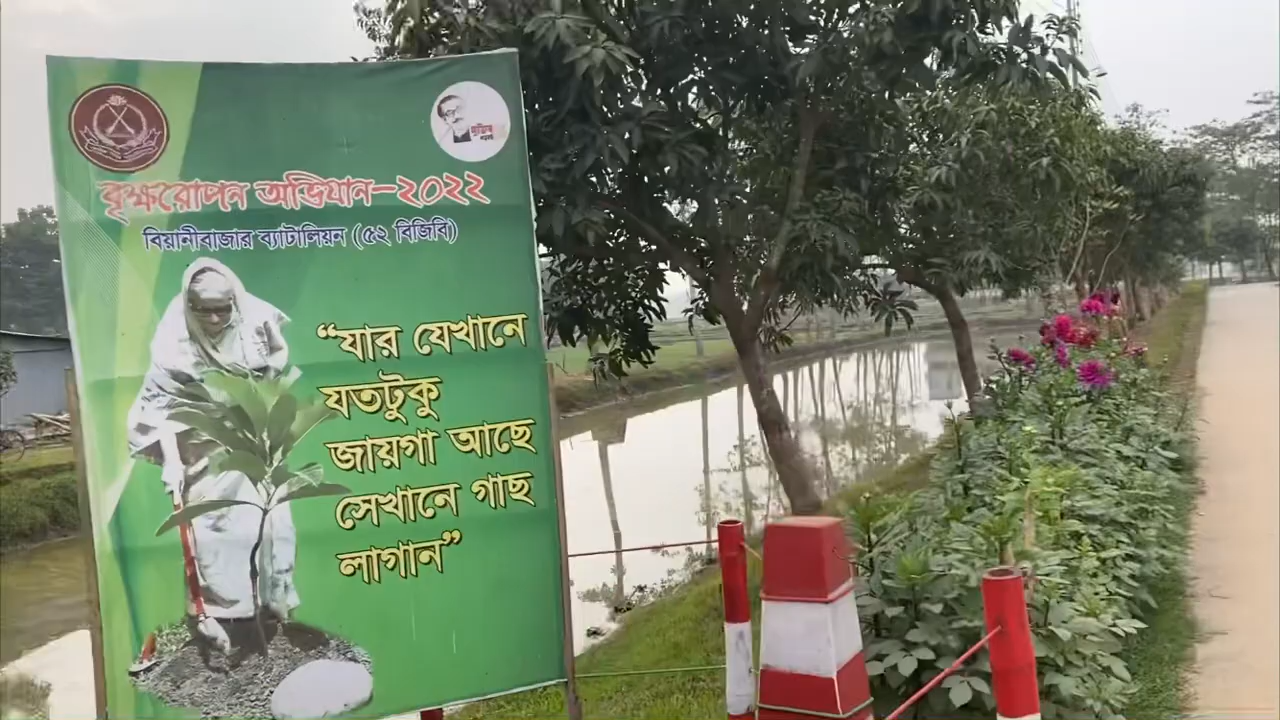 বৃক্ষরোপন অভিযান-২০২২
বিয়ানীবাজার ব্যাটালিয়ন (৫২ বিজিবি)
“যার যেখানে
যতটুকু
জায়গা আছে
সেখানে গাছ
লাগান”